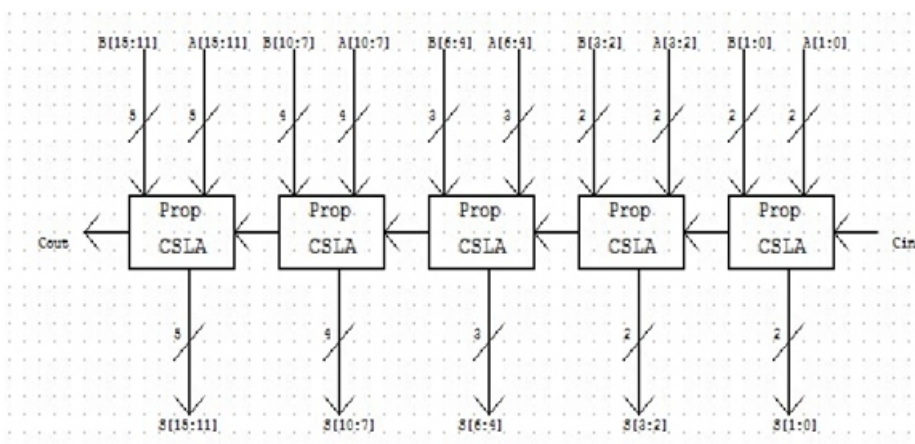 B[15:11] A[15:11] B[10:7] A[10:7] B[6:4] A[6:4] B[3:2] A[3:2] B[1:0] A[1:0]
5 5 4 4 3 3 2 2 2 2
Prop Prop Prop Prop Prop
Cout CSLA CSLA CSLA CSLA CSLA Cin
5 4 3 2 2
S[15:11] S[10:7] S[6:4] S[3:2] S[1:0]